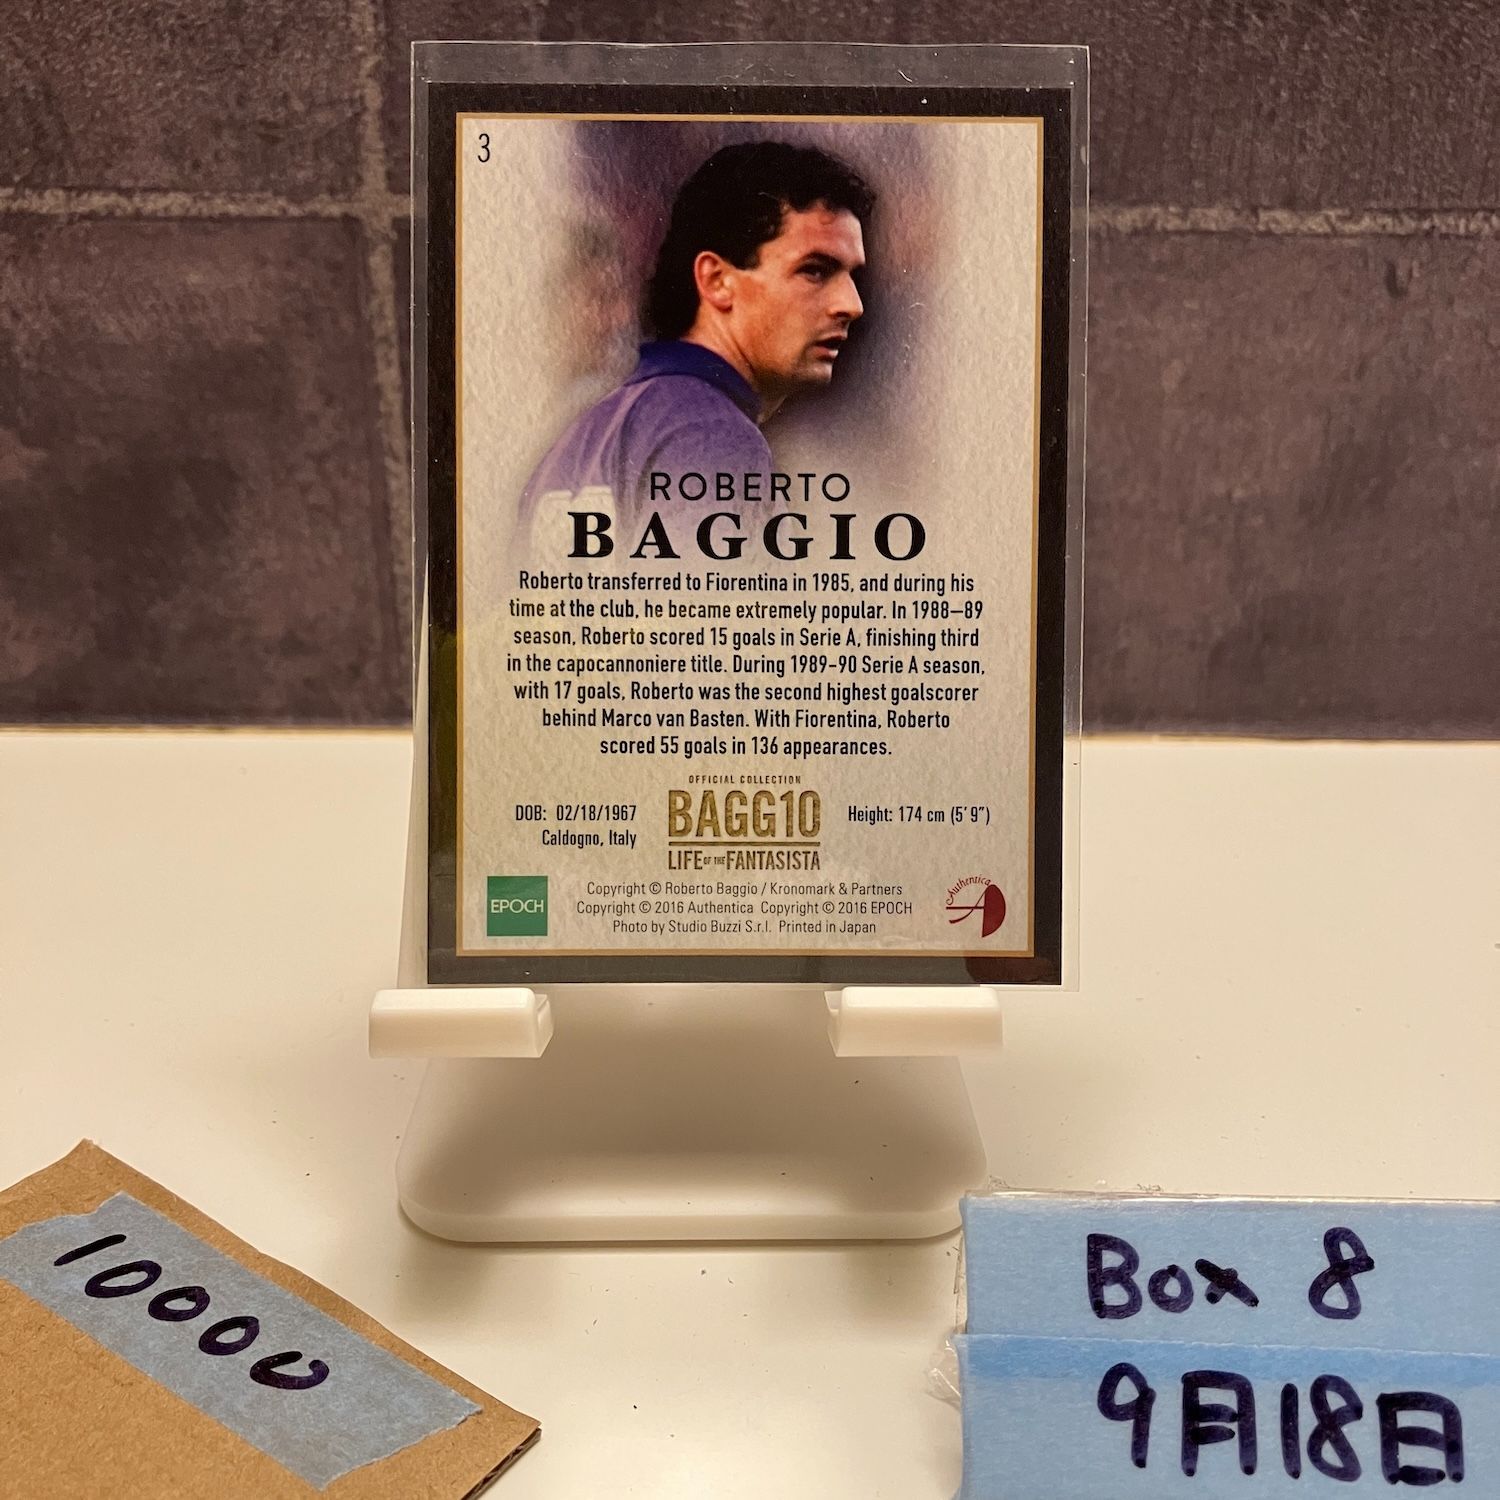 3
ROBERTO
BAGGIO
Roberto transferred to Fiorentina in 1985, and during his
time at the club, he became extremely popular. In 1988–89
season, Roberto scored 15 goals in Serie A, finishing third
in the capocannoniere title. During 1989-90 Serie A season,
with 17 goals, Roberto was the second highest goalscorer
behind Marco van Basten. With Fiorentina, Roberto
scored 55 goals in 136 appearances.
OFFICIAL COLLECTION
BAGG10
LIFE OF THE FANTASISTA
DOB: 02/18/1967
Caldogno, Italy
Height: 174 cm (5'9")
EPOCH
Copyright © Roberto Baggio / Kronomark & Partners
Copyright © 2016 Authentica Copyright © 2016 EPOCH
Photo by Studio Buzzi S.r.l. Printed in Japan
Authentica
10000
Box 8
9月18日